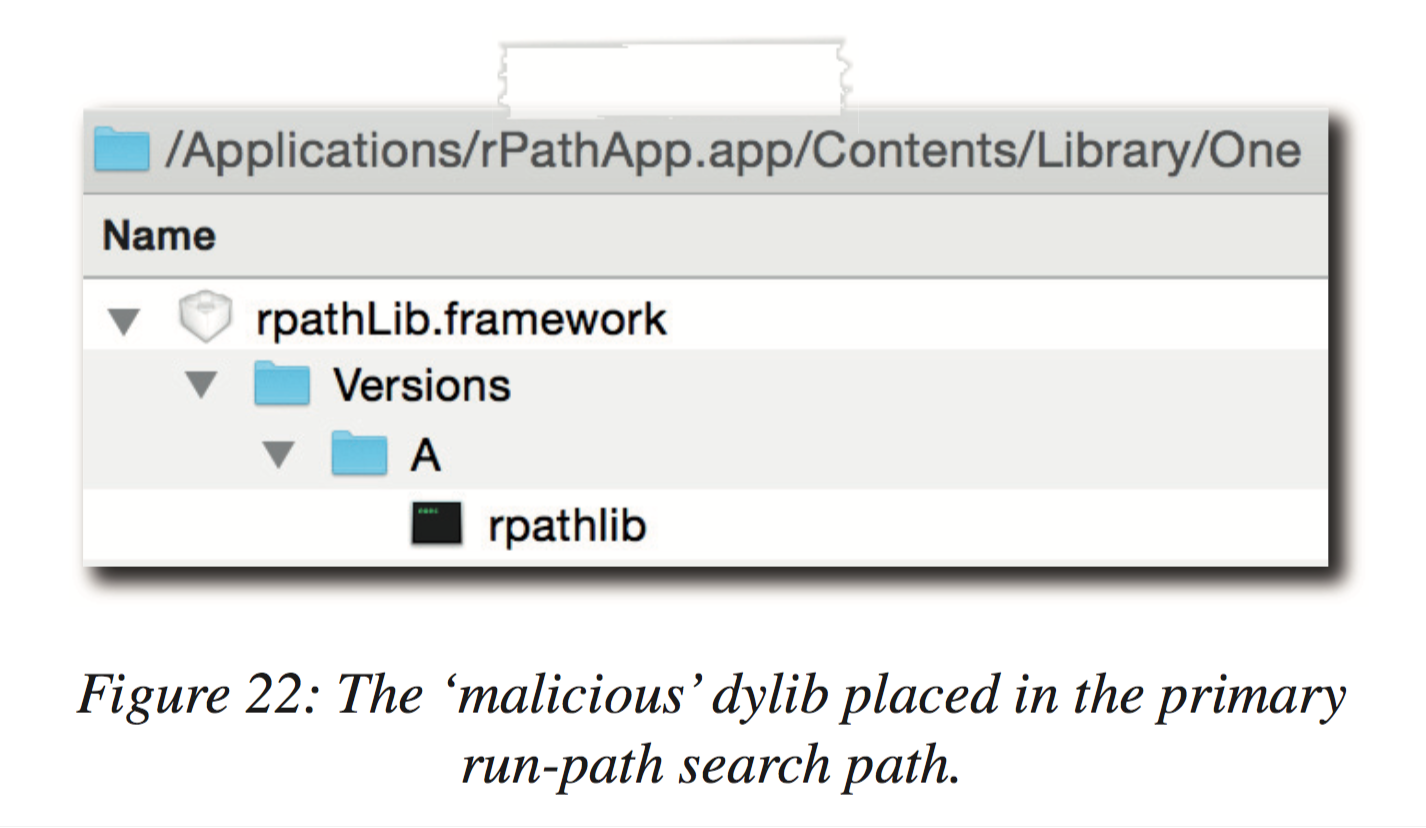 /Applications/rPathApp.app/Contents/Library/One
Name
rpathLib.framework
Versions
A
rpathlib
Figure 22: The ‘malicious’ dylib placed in the primary
run-path search path.